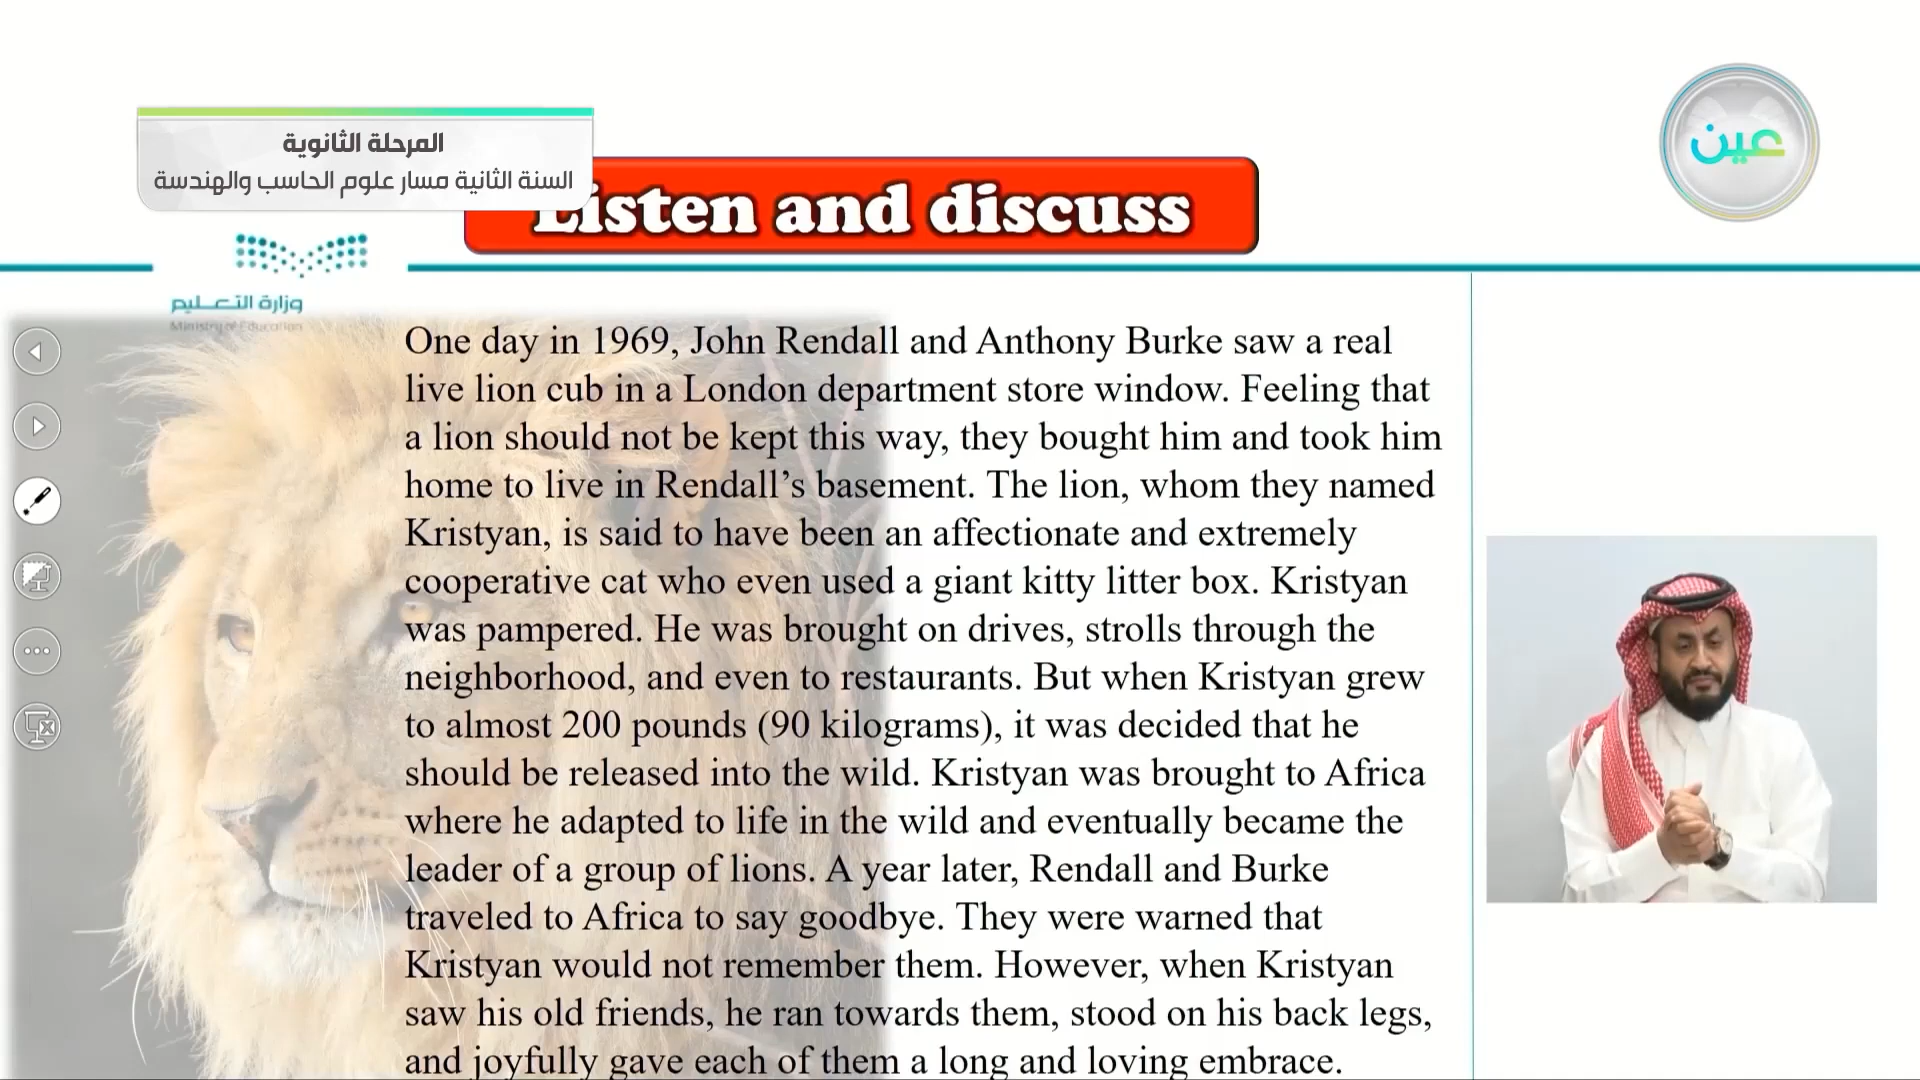 المرحلة الثانوية
السنة الثانية مسار علوم الحاسب والهندسة
عين
Listen and discuss
وزارة التعليم
Ministry of Education
One day in 1969, John Rendall and Anthony Burke saw a real
live lion cub in a London department store window. Feeling that
a lion should not be kept this way, they bought him and took him
home to live in Rendall’s basement. The lion, whom they named
Kristyan, is said to have been an affectionate and extremely
cooperative cat who even used a giant kitty litter box. Kristyan
was pampered. He was brought on drives, strolls through the
neighborhood, and even to restaurants. But when Kristyan grew
to almost 200 pounds (90 kilograms), it was decided that he
should be released into the wild. Kristyan was brought to Africa
where he adapted to life in the wild and eventually became the
leader of a group of lions. A year later, Rendall and Burke
traveled to Africa to say goodbye. They were warned that
Kristyan would not remember them. However, when Kristyan
saw his old friends, he ran towards them, stood on his back legs,
and joyfully gave each of them a long and loving embrace.